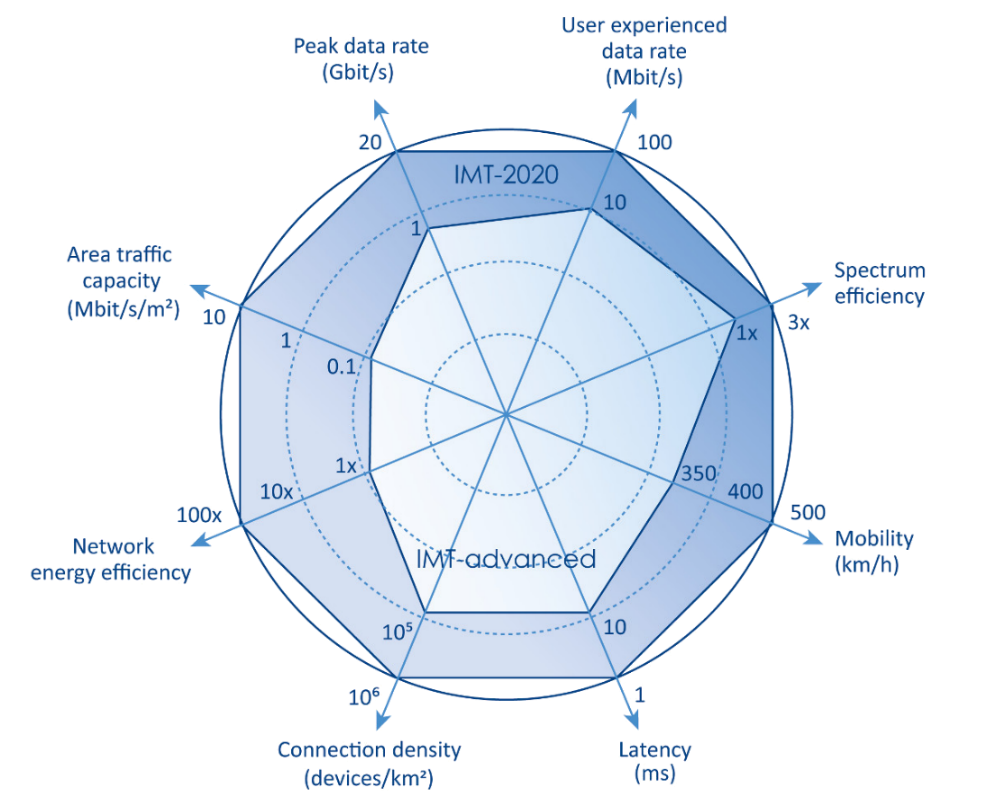 User experienced
data rate
(Mbit/s)
Peak data rate
(Gbit/s)
20
100
IMT-2020
10
1
Area traffic
capacity
(Mbit/s/m²)
10
1
0.1
Spectrum
efficiency
1x
3x
1x
10x
100x
Network
energy efficiency
350
400
500
Mobility
(km/h)
IMT-advanced
10⁵
10
10⁶
1
Connection density
(devices/km²)
Latency
(ms)